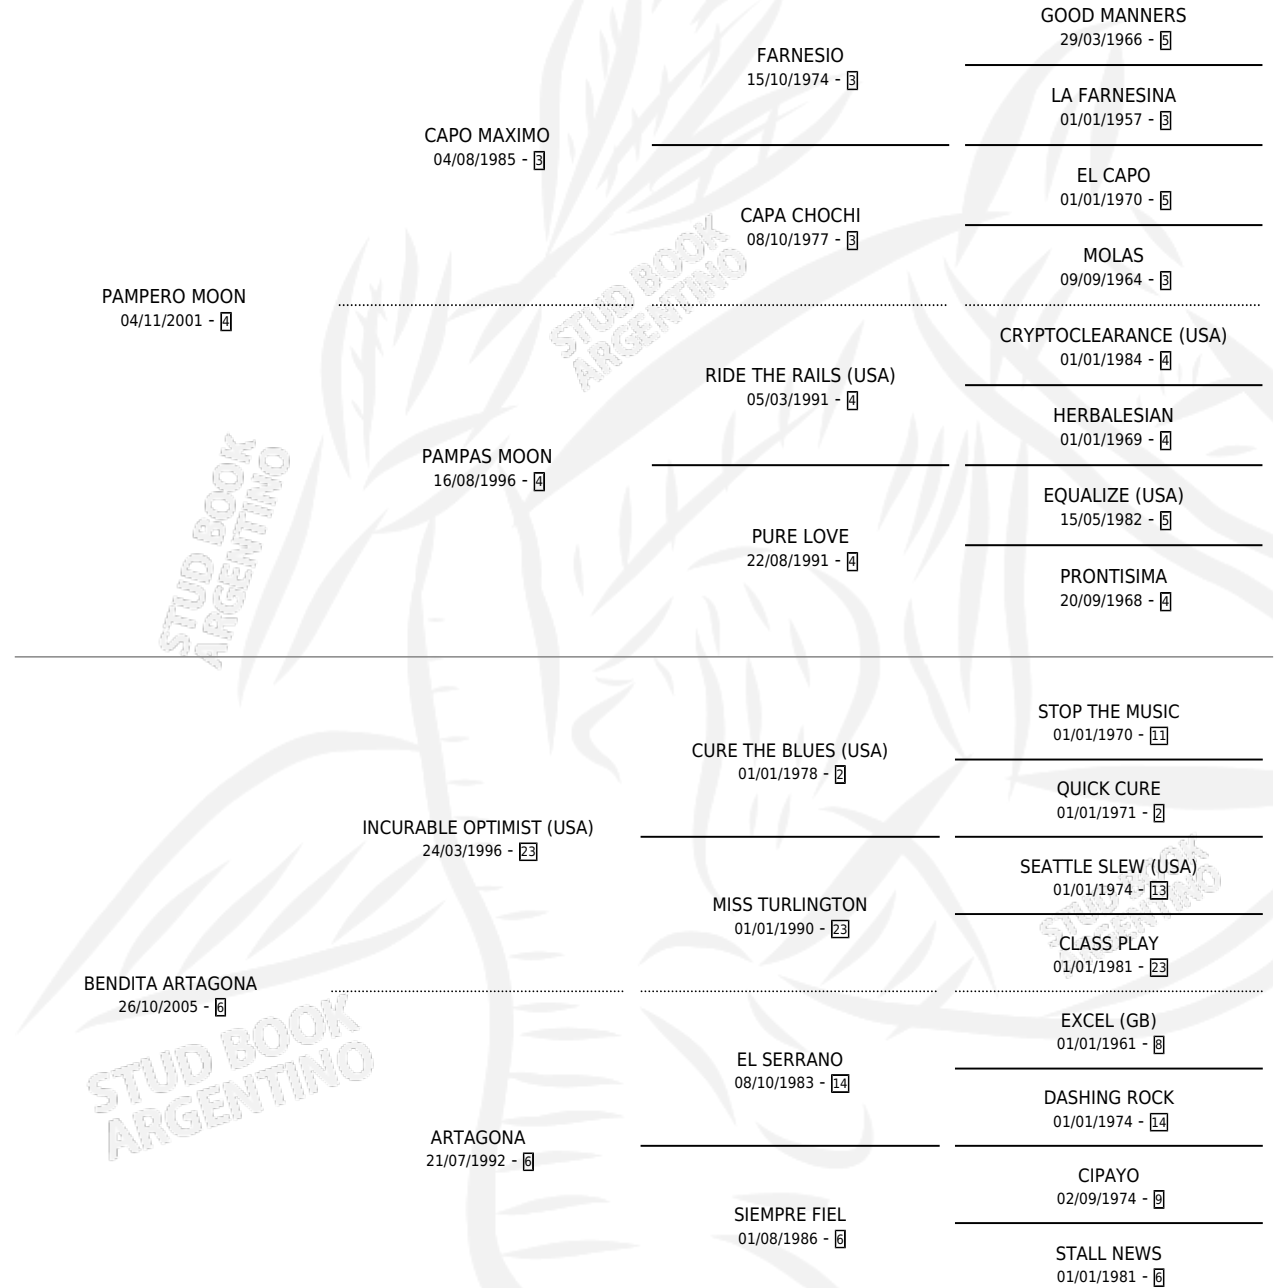 GOOD MANNERS
29/03/1966 - 5
FARNESIO
15/10/1974 - 3
LA FARNESINA
01/01/1957 - 3
CAPO MAXIMO
04/08/1985 - 3
EL CAPO
01/01/1970 - 5
CAPA CHOCHI
08/10/1977 - 3
MOLAS
09/09/1964 - 3
PAMPERO MOON
04/11/2001 - 4
STUD BOOK
ARGENTINO
CRYPTOCLEARANCE (USA)
01/01/1984 - 4
RIDE THE RAILS (USA)
05/03/1991 - 4
HERBALESIAN
01/01/1969 - 4
PAMPAS MOON
16/08/1996 - 4
EQUALIZE (USA)
15/05/1982 - 5
PURE LOVE
22/08/1991 - 4
PRONTISIMA
20/09/1968 - 4
STUD BOOK
ARGENTINO
STOP THE MUSIC
01/01/1970 - 11
CURE THE BLUES (USA)
01/01/1978 - 2
QUICK CURE
01/01/1971 - 2
INCURABLE OPTIMIST (USA)
24/03/1996 - 23
SEATTLE SLEW (USA)
01/01/1974 - 13
MISS TURLINGTON
01/01/1990 - 23
STUD BOOK
ARGENTINO
CLASS PLAY
01/01/1981 - 23
BENDITA ARTAGONA
26/10/2005 - 6
STUD BOOK
ARGENTINO
EXCEL (GB)
01/01/1961 - 8
EL SERRANO
08/10/1983 - 14
DASHING ROCK
01/01/1974 - 14
ARTAGONA
21/07/1992 - 6
CIPAYO
02/09/1974 - 9
SIEMPRE FIEL
01/08/1986 - 6
STALL NEWS
01/01/1981 - 6